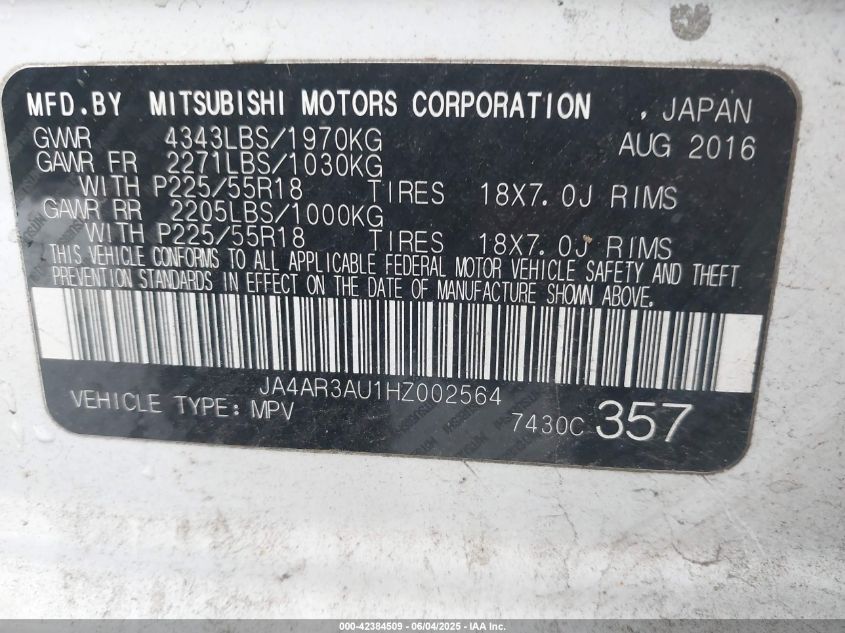 MFD.BY MITSUBISHI MOTORS CORPORATION , JAPAN
GVWR 4343LBS/1970KG AUG 2016
GAWR FR 2271LBS/1030KG
WITH P225/55R18 TIRES 18X7.0J RIMS
GAWR RR 2205LBS/1000KG
WITH P225/55R18 TIRES 18X7.0J RIMS
THIS VEHICLE CONFORMS TO ALL APPLICABLE FEDERAL MOTOR VEHICLE SAFETY AND THEFT
PREVENTION STANDARDS IN EFFECT ON THE DATE OF MANUFACTURE SHOWN ABOVE.
JA4AR3AU1HZ002564
VEHICLE TYPE: MPV 7430C 357
000-42384509 - 06/04/2025 - IAA Inc.